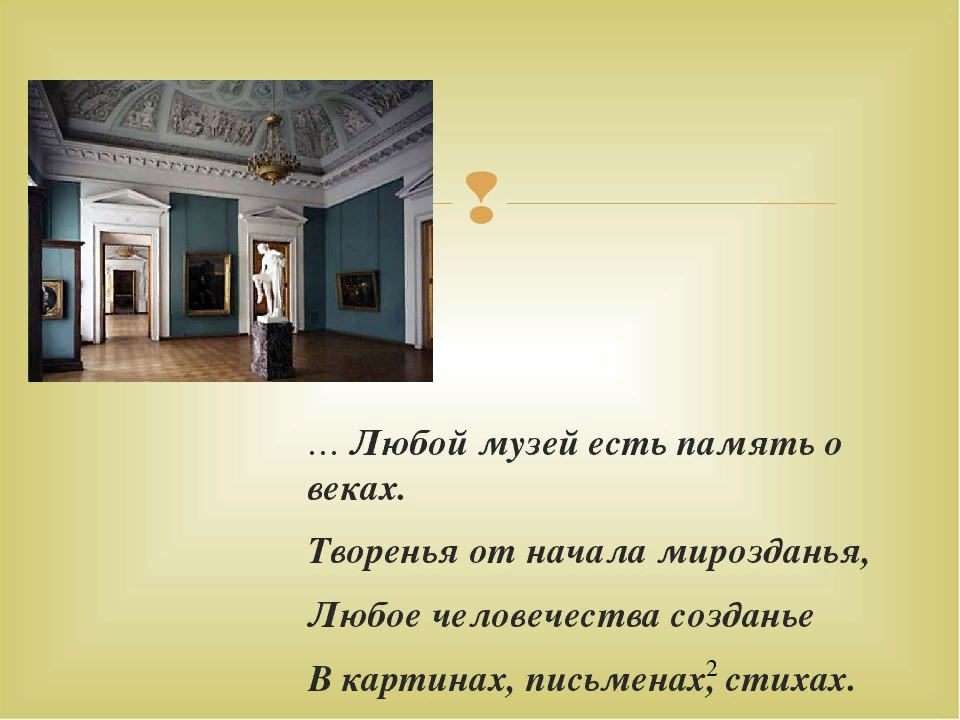 … Любой музей есть память о
веках.
Творенья от начала мирозданья,
Любое человечества созданье
В картинах, письменах, стихах.
2